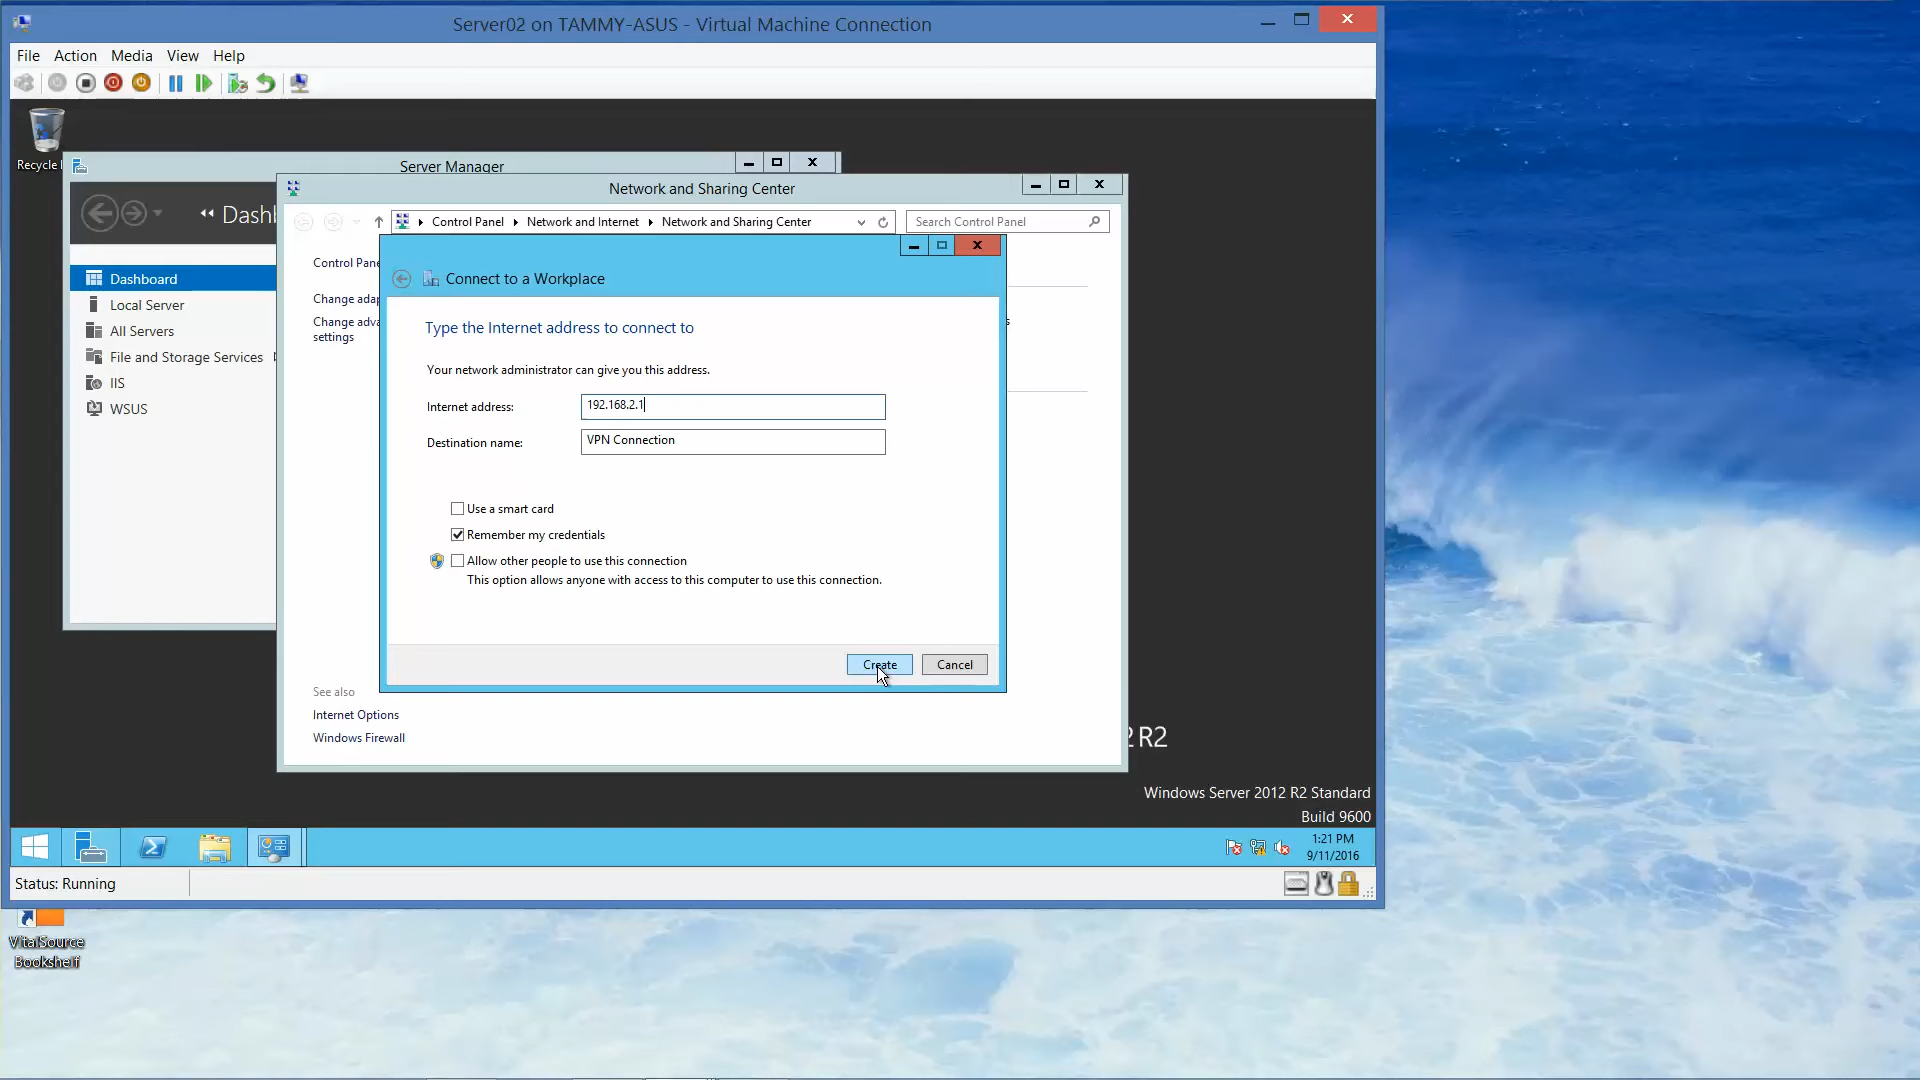 Server02 on TAMMY-ASUS - Virtual Machine Connection
File Action Media View Help
Recycle
Server Manager
Network and Sharing Center
Dashb
Control Panel Network and Internet Network and Sharing Center
Search Control Panel
Control Pane
Connect to a Workplace
Dashboard
Change adap
Local Server
Change adva
settings
Type the Internet address to connect to
All Servers
File and Storage Services
Your network administrator can give you this address.
IIS
Internet address: 192.168.2.1
WSUS
Destination name: VPN Connection
Use a smart card
Remember my credentials
Allow other people to use this connection
This option allows anyone with access to this computer to use this connection.
Create Cancel
See also
Internet Options
Windows Firewall
2 R2
Windows Server 2012 R2 Standard
Build 9600
1:21 PM
9/11/2016
Status: Running
VitalSource
Bookshelf